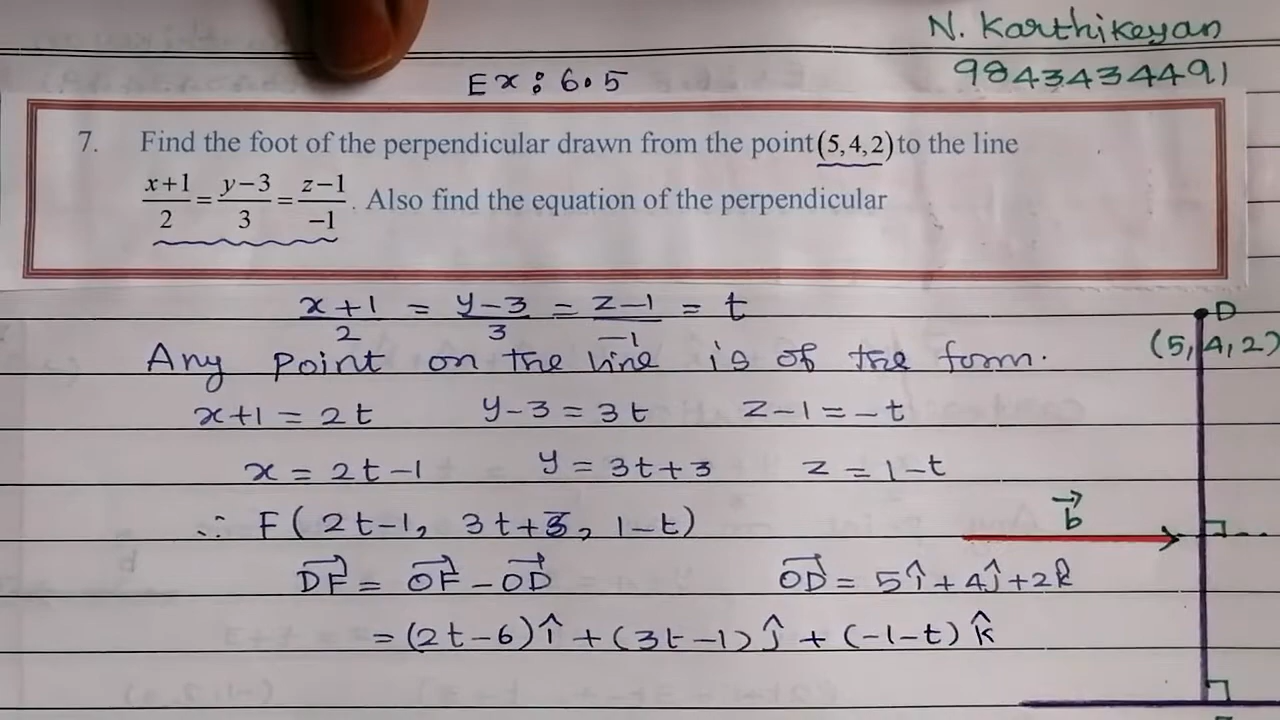 N. Karthikeyan
9843434491
Ex: 6.5
7. Find the foot of the perpendicular drawn from the point (5,4,2) to the line
x+1/2 = y−3/3 = z−1/−1. Also find the equation of the perpendicular
x+1/2 = y−3/3 = z−1/−1 = t
Any point on the line is of the form.
x+1 = 2t y−3 = 3t z−1 = −t
x = 2t−1 y = 3t+3 z = 1−t
∴ F(2t−1, 3t+3, 1−t)
DF⃗ = OF⃗ − OD⃗ OD⃗ = 5î + 4ĵ + 2k̂
= (2t−6)î + (3t−1)ĵ + (−1−t)k̂
D
(5,4,2)
b⃗